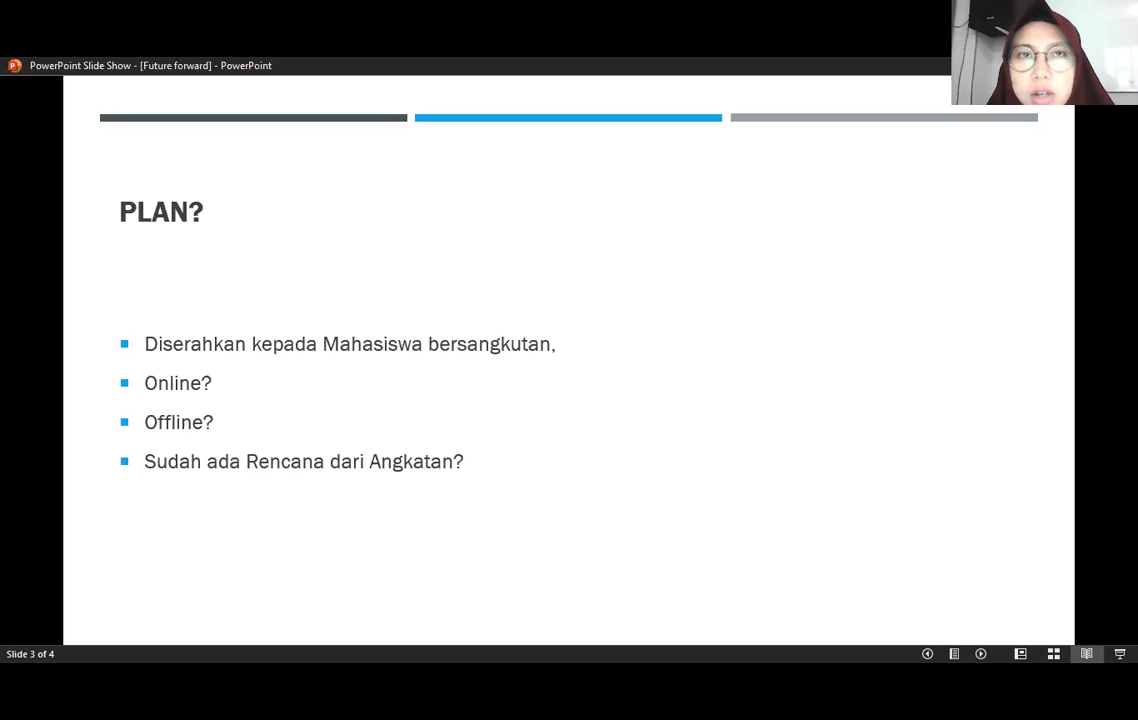 PowerPoint Slide Show - [Future forward] - PowerPoint
PLAN?
Diserahkan kepada Mahasiswa bersangkutan,
Online?
Offline?
Sudah ada Rencana dari Angkatan?
Slide 3 of 4